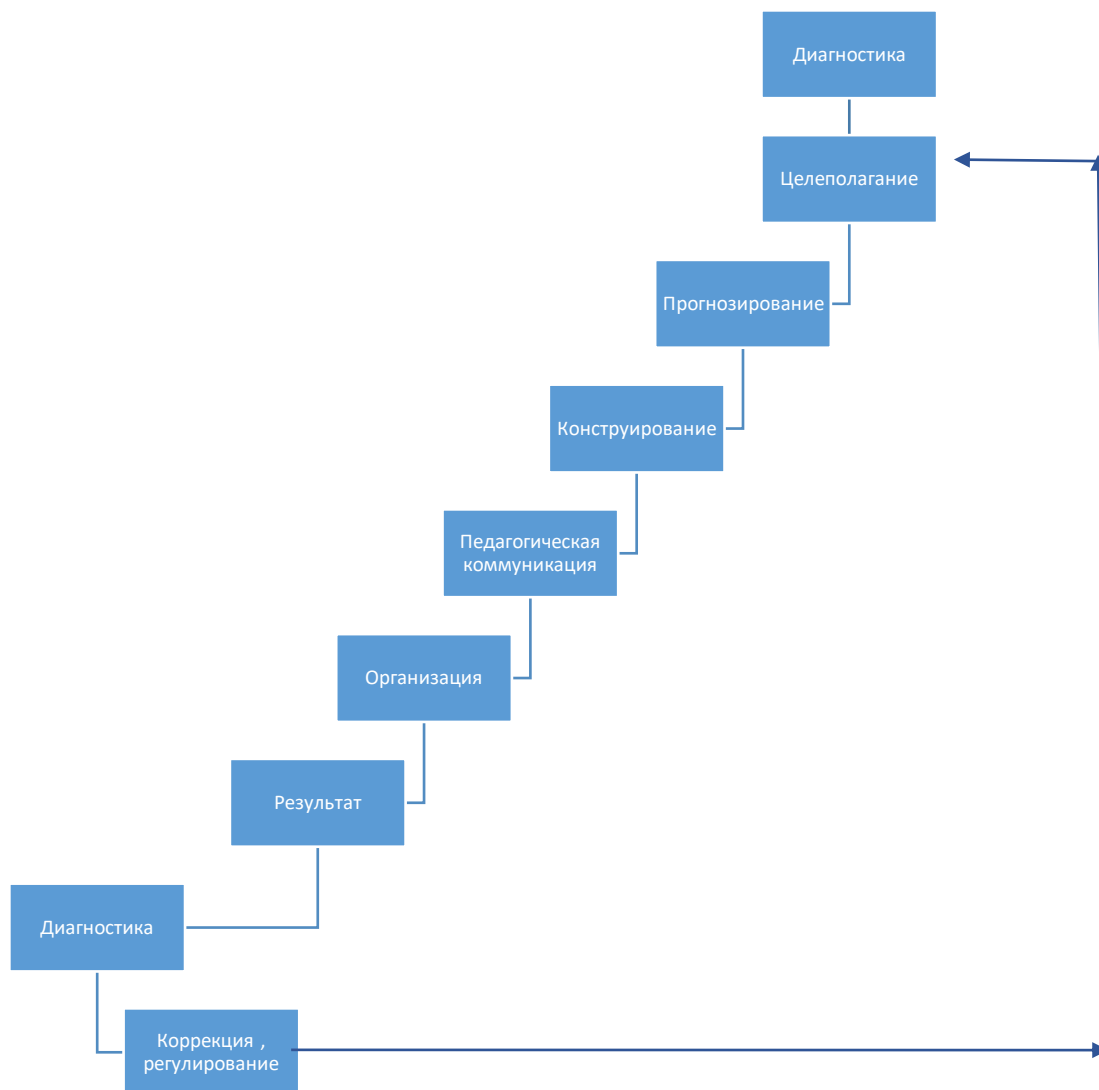 Диагностика
Целеполагание
Прогнозирование
Конструирование
Педагогическая
коммуникация
Организация
Результат
Диагностика
Коррекция ,
регулирование